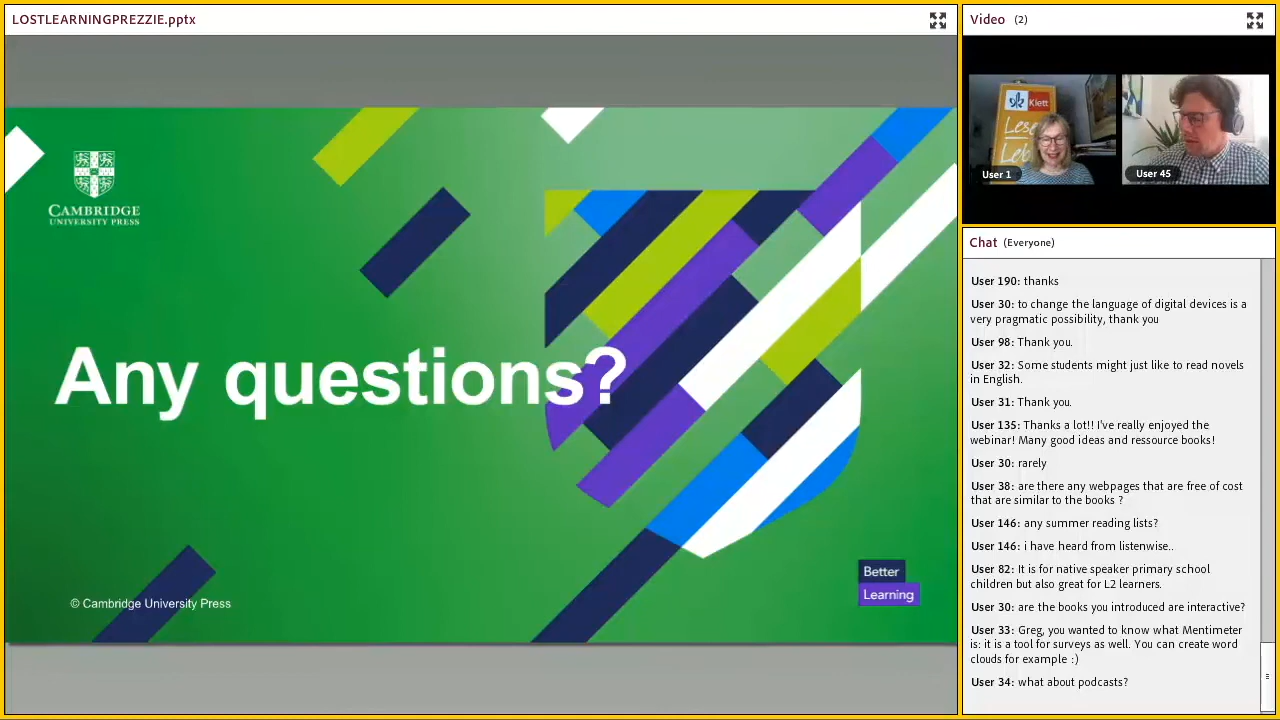 LOSTLEARNINGPREZZIE.pptx
CAMBRIDGE
UNIVERSITY PRESS
Any questions?
Better
Learning
© Cambridge University Press
Video (2)
Klett
Lese
Leb
User 1
User 45
Chat (Everyone)
User 190: thanks
User 30: to change the language of digital devices is a
very pragmatic possibility, thank you
User 98: Thank you.
User 32: Some students might just like to read novels
in English.
User 31: Thank you.
User 135: Thanks a lot!! I've really enjoyed the
webinar! Many good ideas and ressource books!
User 30: rarely
User 38: are there any webpages that are free of cost
that are similar to the books ?
User 146: any summer reading lists?
User 146: i have heard from listenwise..
User 82: It is for native speaker primary school
children but also great for L2 learners.
User 30: are the books you introduced are interactive?
User 33: Greg, you wanted to know what Mentimeter
is: it is a tool for surveys as well. You can create word
clouds for example :)
User 34: what about podcasts?